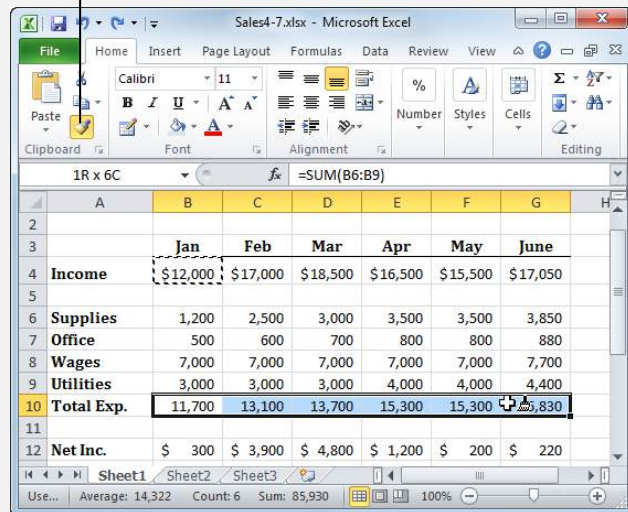 Sales4-7.xlsx - Microsoft Excel
File Home Insert Page Layout Formulas Data Review View
Calibri 11
Paste
B I U A A % Number Styles Cells
A
Clipboard Font Alignment Editing
1R x 6C fx =SUM(B6:B9)
A B C D E F G H
2
3 Jan Feb Mar Apr May June
4 Income $12,000 $17,000 $18,500 $16,500 $15,500 $17,050
5
6 Supplies 1,200 2,500 3,000 3,500 3,500 3,850
7 Office 500 600 700 800 800 880
8 Wages 7,000 7,000 7,000 7,000 7,000 7,700
9 Utilities 3,000 3,000 3,000 4,000 4,000 4,400
10 Total Exp. 11,700 13,100 13,700 15,300 15,300 5,830
11
12 Net Inc. $ 300 $ 3,900 $ 4,800 $ 1,200 $ 200 $ 220
Sheet1 Sheet2 Sheet3
Use... Average: 14,322 Count: 6 Sum: 85,930 100%